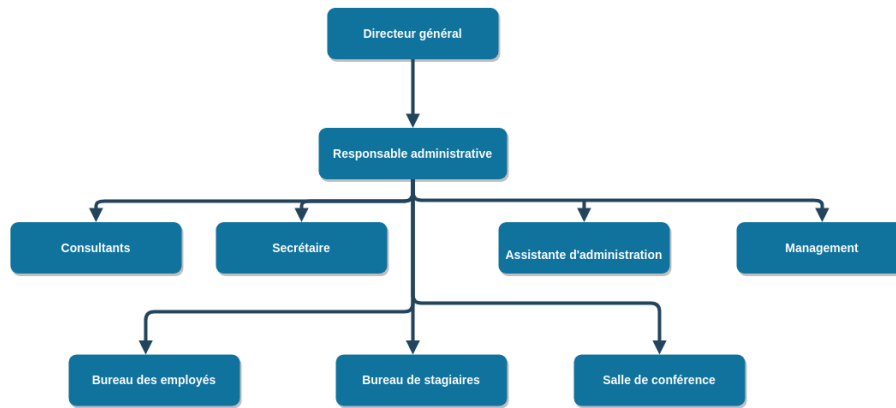 Directeur général
Responsable administrative
Consultants
Secrétaire
Assistante d'administration
Management
Bureau des employés
Bureau de stagiaires
Salle de conférence